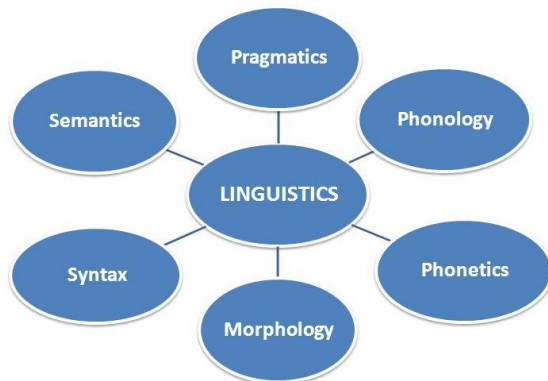 Pragmatics
Semantics
Phonology
LINGUISTICS
Syntax
Phonetics
Morphology